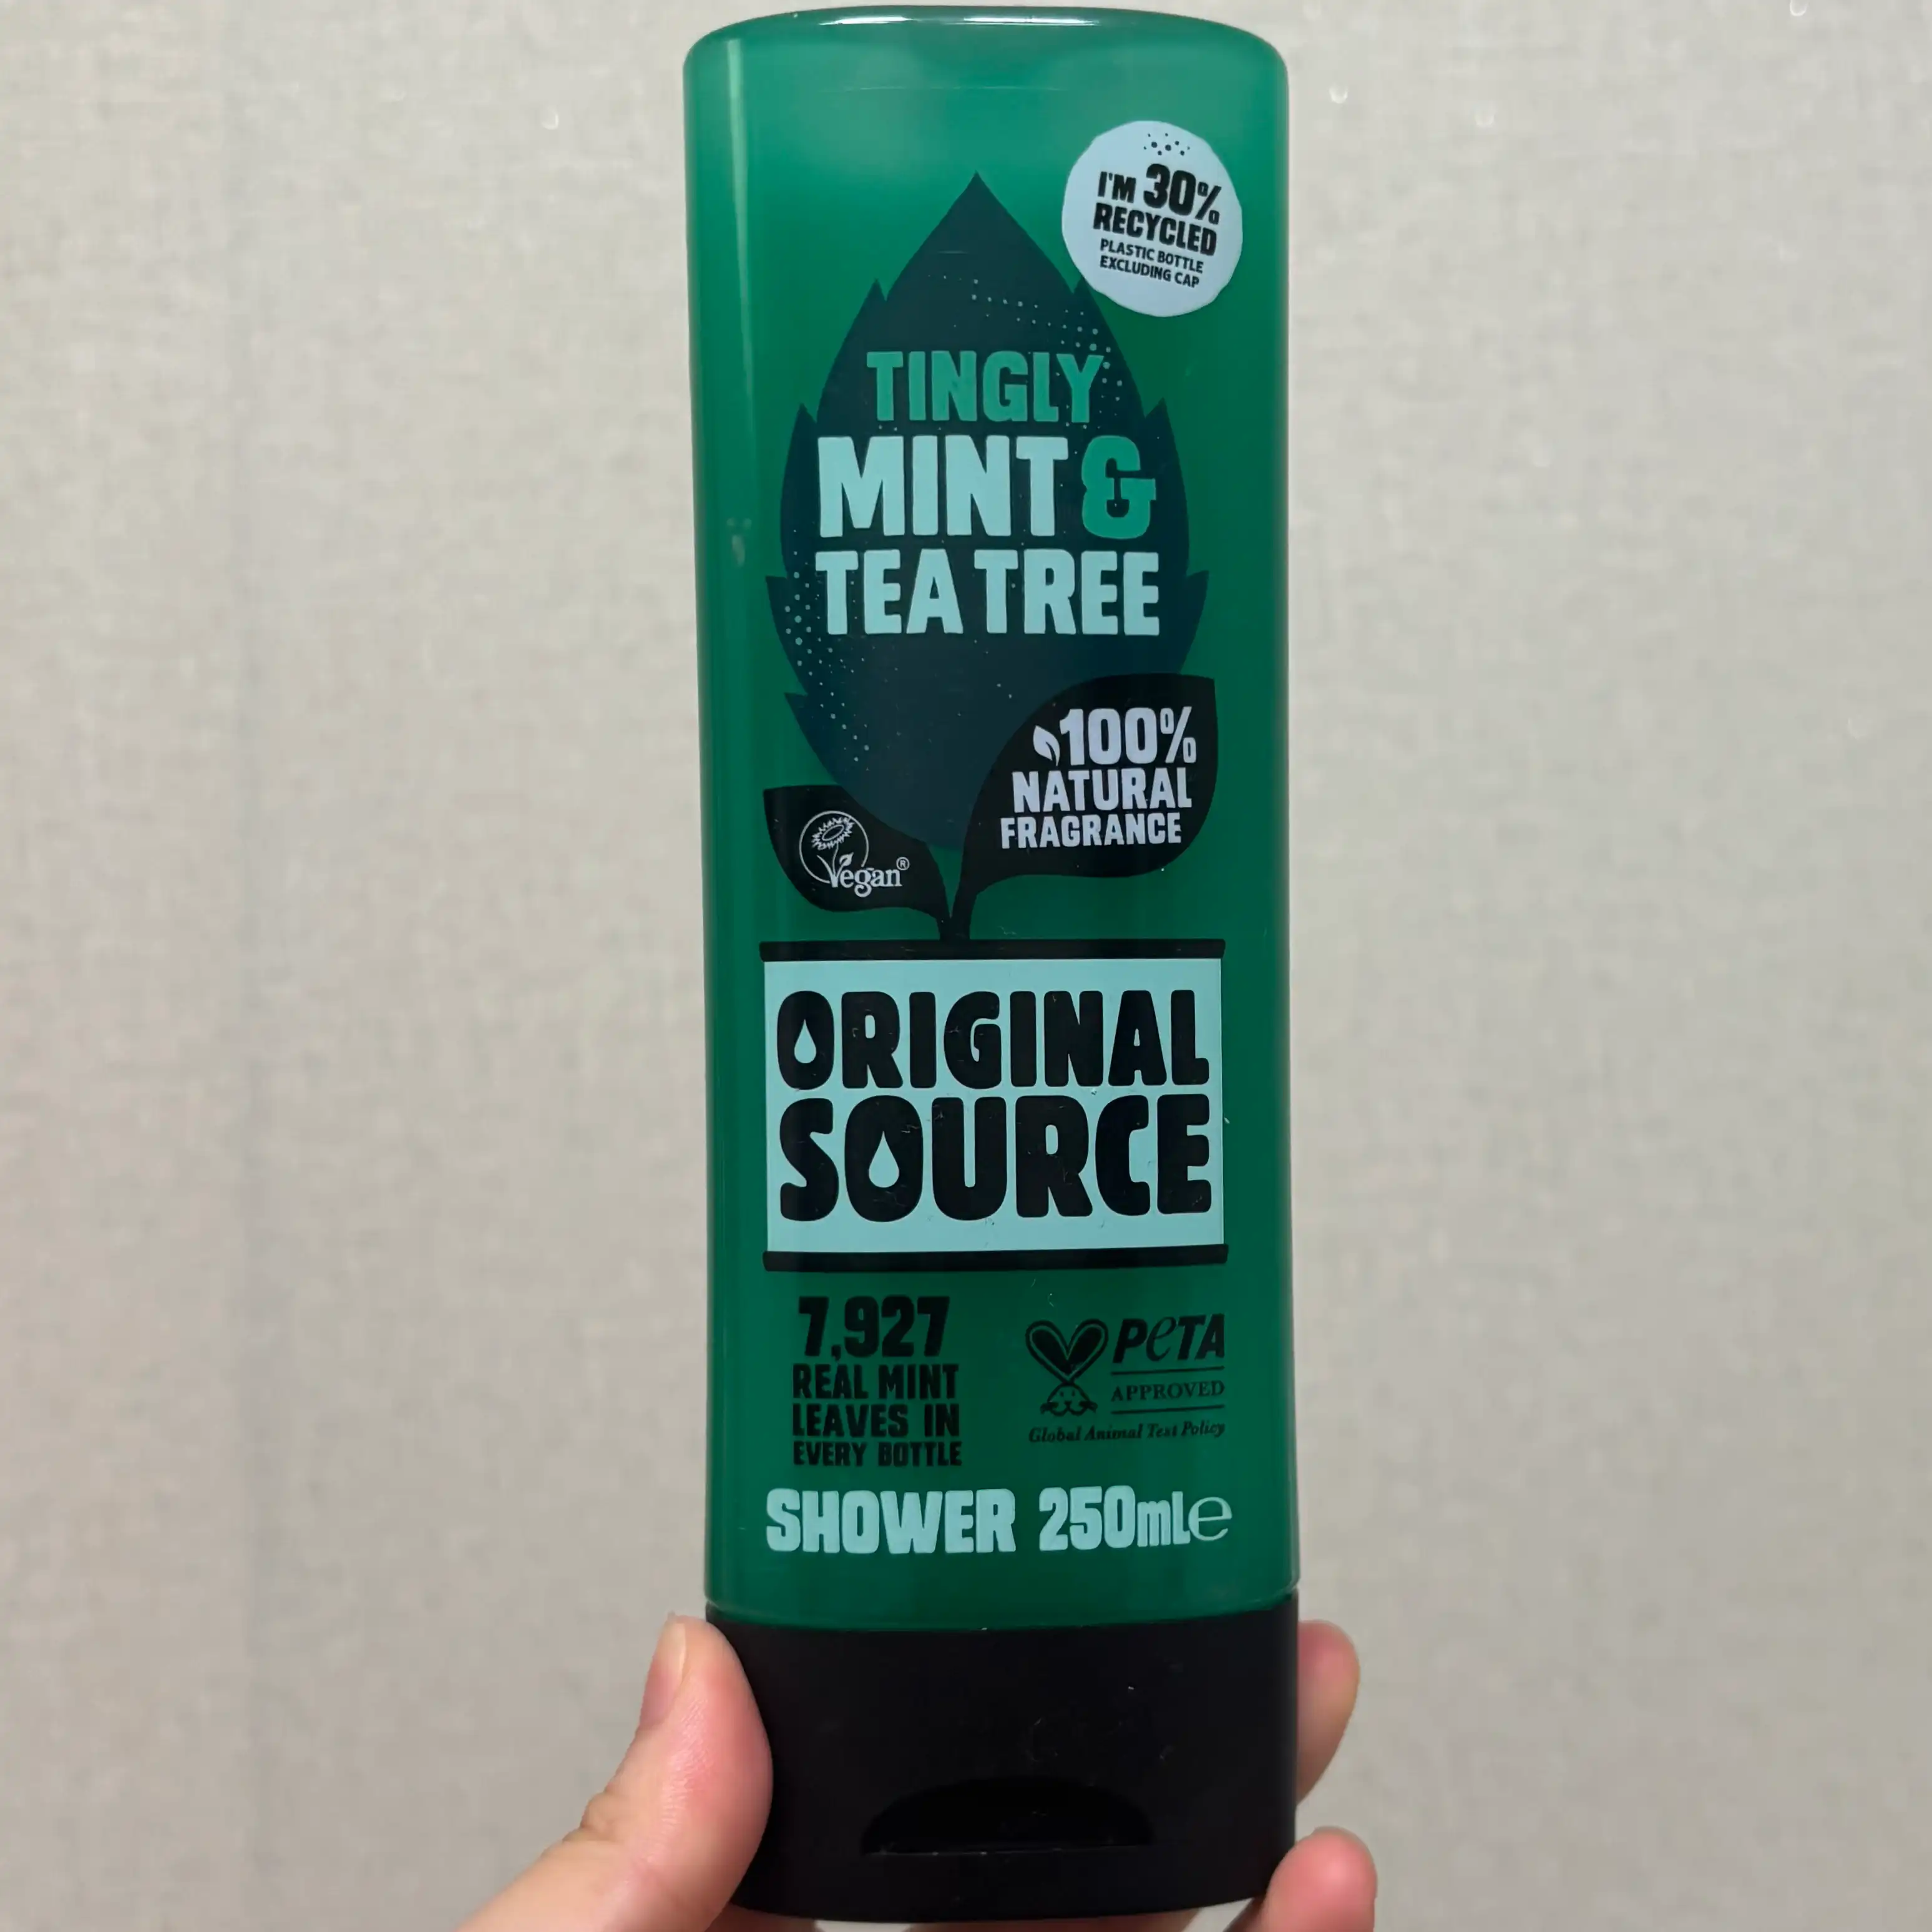 I'M 30%
RECYCLED
PLASTIC BOTTLE
EXCLUDING CAP
TINGLY
MINT &
TEA TREE
100%
NATURAL
FRAGRANCE
Vegan®
ORIGINAL
SOURCE
7,927
REAL MINT
LEAVES IN
EVERY BOTTLE
PETA
APPROVED
Global Animal Test Policy
SHOWER 250mL℮